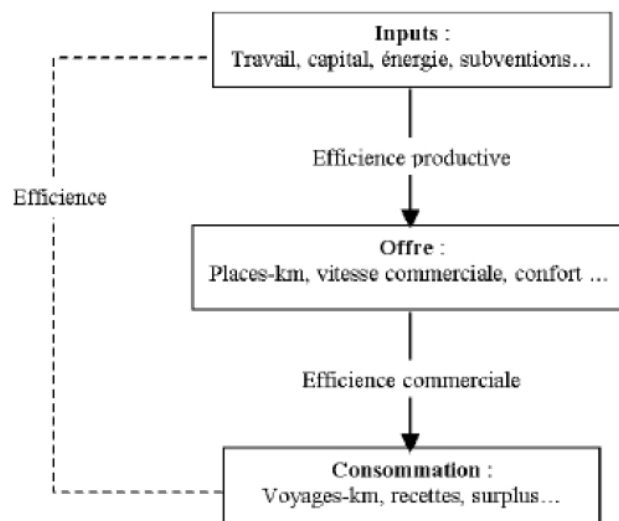 Inputs :
Travail, capital, énergie, subventions…
Efficience productive
Efficience
Offre :
Places-km, vitesse commerciale, confort …
Efficience commerciale
Consommation :
Voyages-km, recettes, surplus…